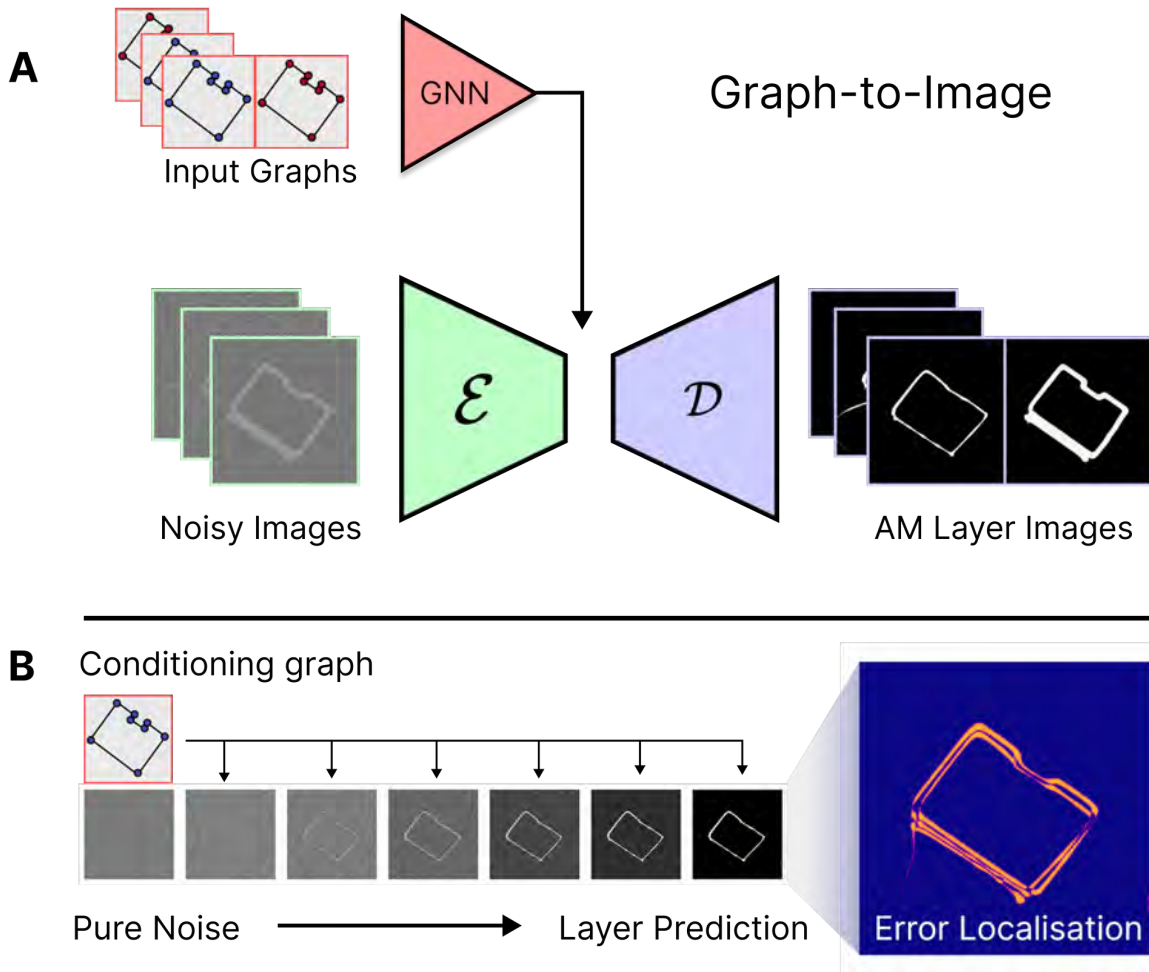 A
GNN
Graph-to-Image
Input Graphs
ℰ
𝒟
Noisy Images
AM Layer Images
B
Conditioning graph
Pure Noise
Layer Prediction
Error Localisation